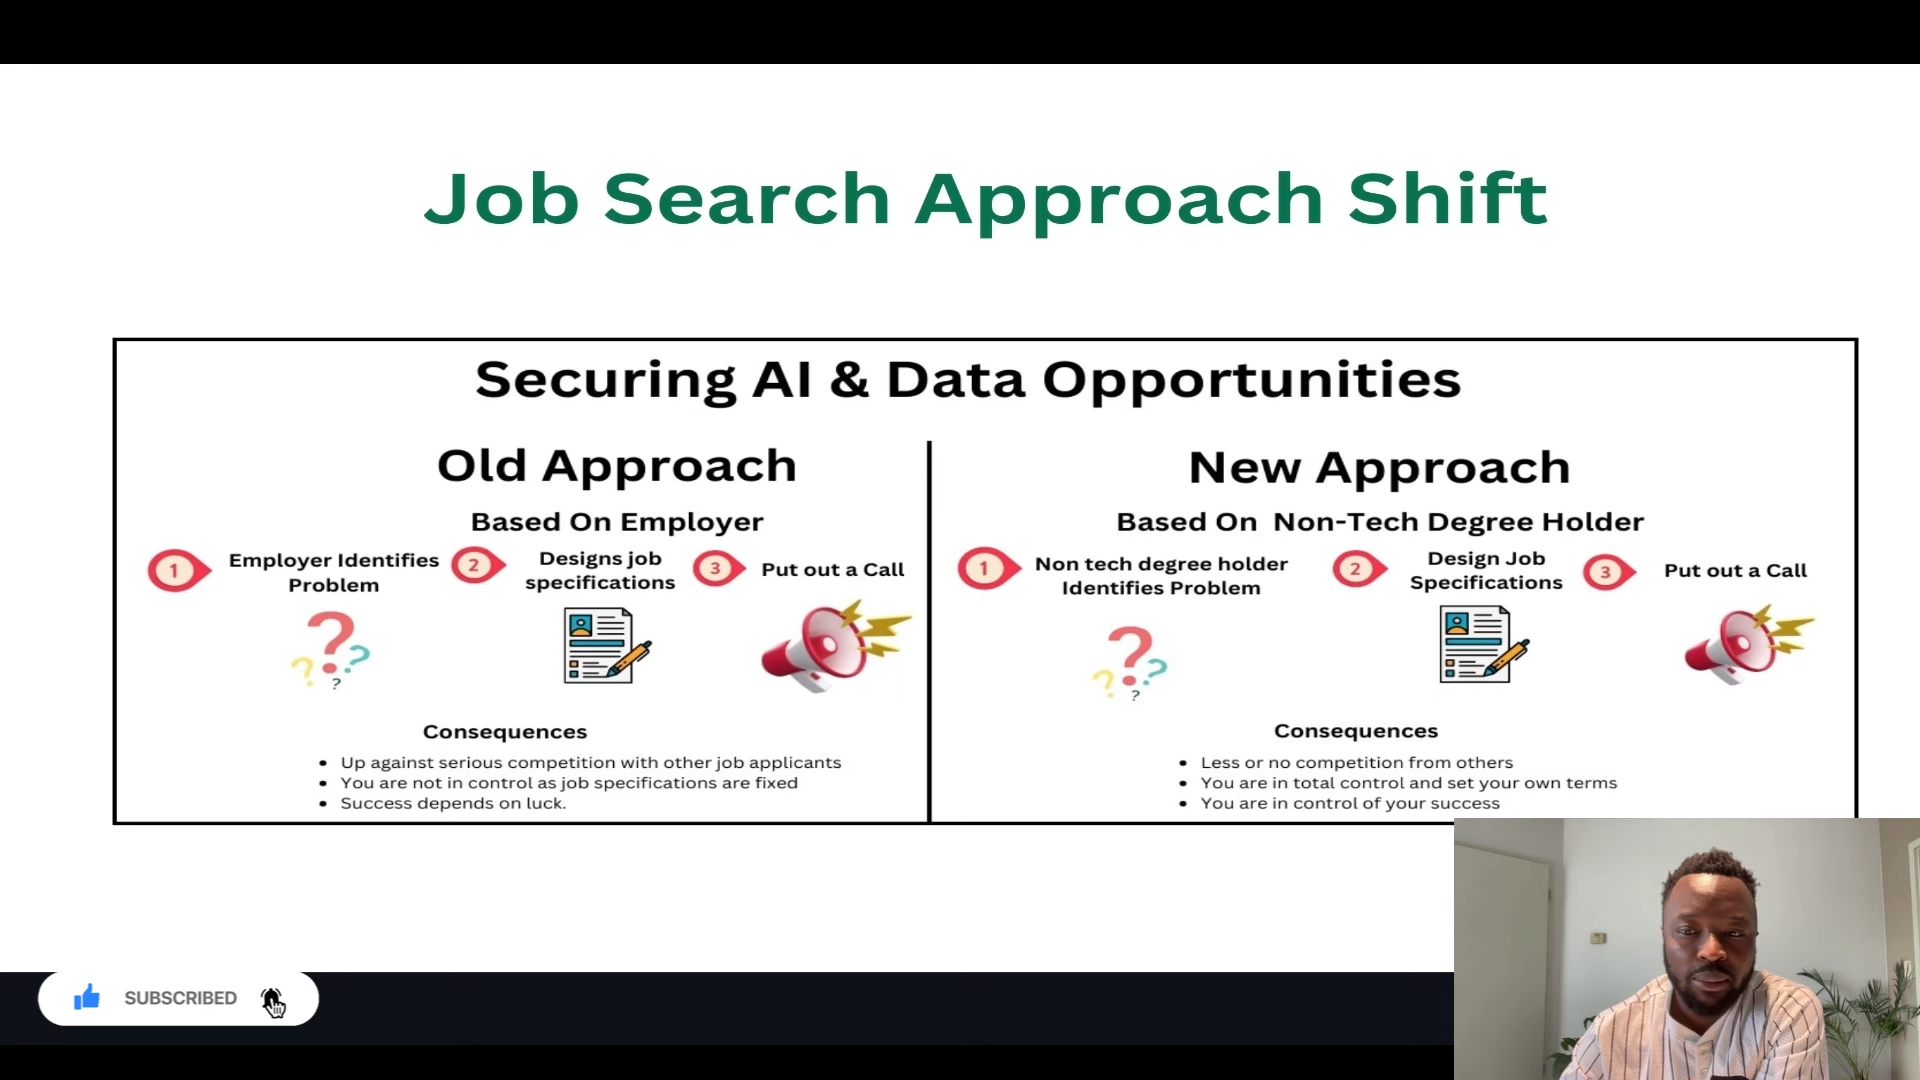 Job Search Approach Shift
Securing AI & Data Opportunities
Old Approach
Based On Employer
1
Employer Identifies
Problem
2
Designs job
specifications
3
Put out a Call
Consequences
• Up against serious competition with other job applicants
• You are not in control as job specifications are fixed
• Success depends on luck.
New Approach
Based On Non-Tech Degree Holder
1
Non tech degree holder
Identifies Problem
2
Design Job
Specifications
3
Put out a Call
Consequences
• Less or no competition from others
• You are in total control and set your own terms
• You are in control of your success
SUBSCRIBED